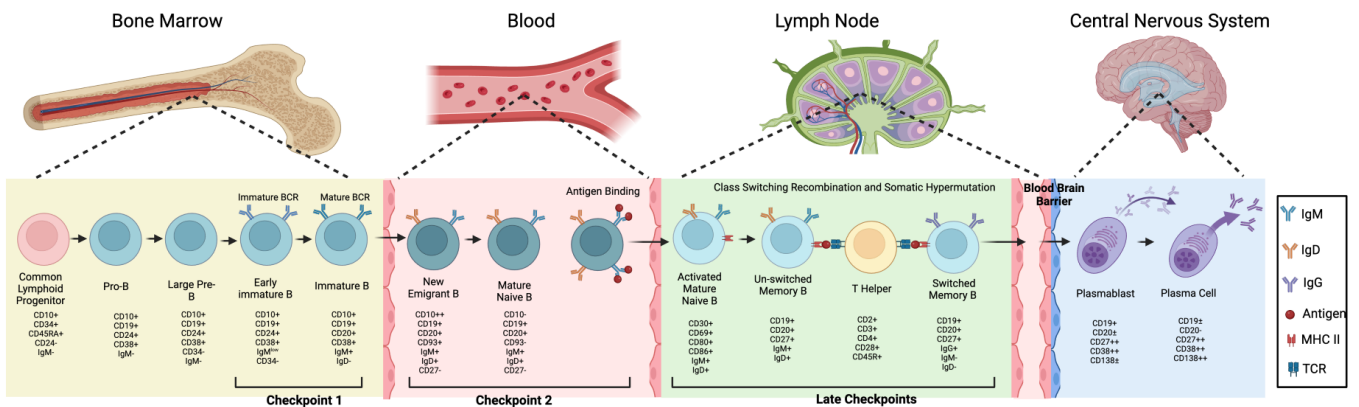 Bone Marrow
Blood
Lymph Node
Central Nervous System
Immature BCR
Mature BCR
Antigen Binding
Class Switching Recombination and Somatic Hypermutation
Blood Brain
Barrier
Common
Lymphoid
Progenitor
CD10+
CD34+
CD45RA+
CD24-
IgM-
Pro-B
CD10+
CD19+
CD24+
CD38+
IgM-
Large Pre-
B
CD10+
CD19+
CD24+
CD38+
CD34-
IgM-
Early
immature B
CD10+
CD19+
CD24+
CD38+
IgMlow
CD34-
Immature B
CD10+
CD19+
CD20+
CD38+
IgM+
IgD-
Checkpoint 1
New
Emigrant B
CD10++
CD19+
CD20+
CD93+
IgM+
IgD+
CD27-
Mature
Naive B
CD10-
CD19+
CD20+
CD93-
IgM+
IgD+
CD27-
Checkpoint 2
Activated
Mature
Naive B
CD30+
CD69+
CD80+
CD86+
IgM+
IgD+
Un-switched
Memory B
CD19+
CD20+
CD27+
IgM+
IgD+
T Helper
CD2+
CD3+
CD4+
CD28+
CD45R+
Switched
Memory B
CD19+
CD20+
CD27+
IgG+
IgM-
IgD-
Late Checkpoints
Plasmablast
CD19+
CD20±
CD27++
CD38++
CD138±
Plasma Cell
CD19±
CD20-
CD27++
CD38++
CD138++
IgM
IgD
IgG
Antigen
MHC II
TCR